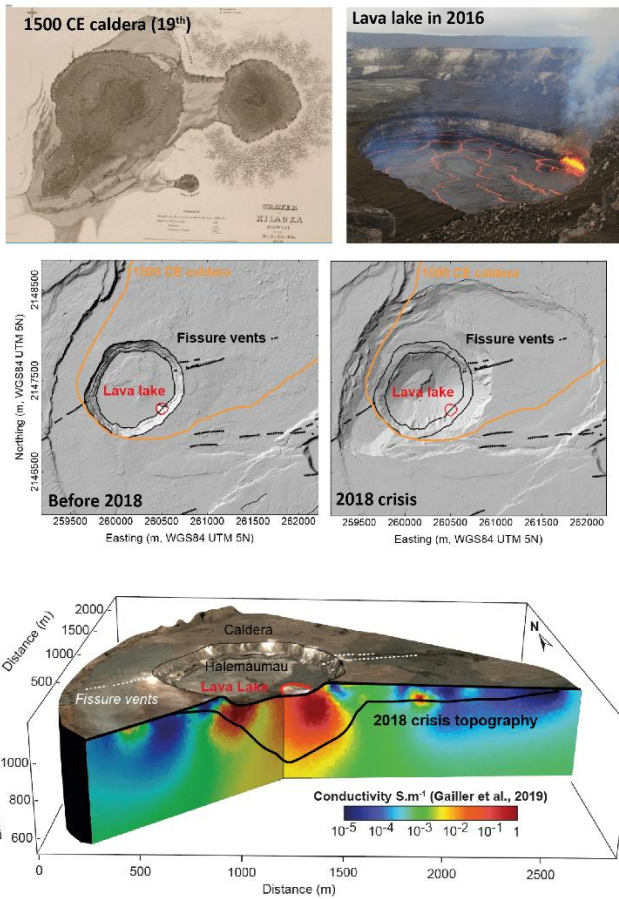 1500 CE caldera (19th)
Lava lake in 2016
CRATER
KILAUEA
HAWAII
1500 CE caldera
Fissure vents
Lava lake
Before 2018
2148500
2147500
2146500
Northing (m, WGS84 UTM 5N)
259500 260000 260500 261000 261500 262000
Easting (m, WGS84 UTM 5N)
1500 CE caldera
Fissure vents
Lava lake
2018 crisis
259500 260000 260500 261000 261500 262000
Easting (m, WGS84 UTM 5N)
Distance (m)
2000
1500
1000
500
N
Caldera
Halemaumau
Lava Lake
Fissure vents
2018 crisis topography
Conductivity S.m-1 (Gailler et al., 2019)
10-5 10-4 10-3 10-2 10-1 1
1000
800
600
0 500 1000 1500 2000 2500
Distance (m)